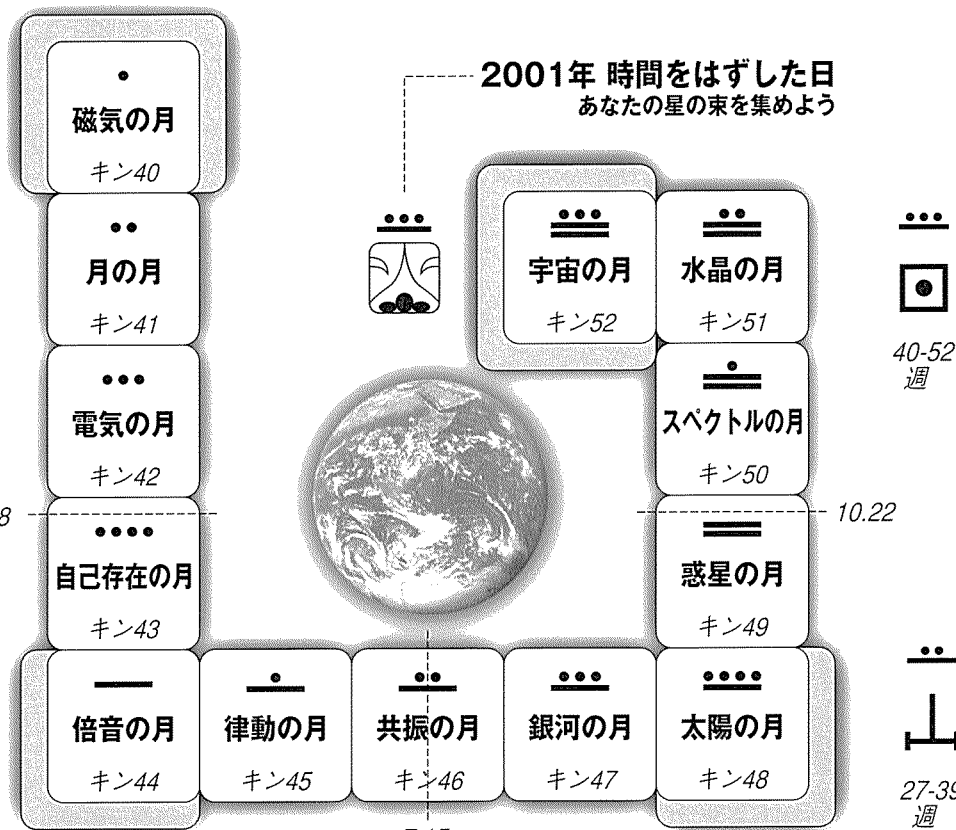 2001年 時間をはずした日
あなたの星の束を集めよう
磁気の月
キン40
月の月
キン41
電気の月
キン42
8
自己存在の月
キン43
倍音の月
キン44
律動の月
キン45
共振の月
キン46
銀河の月
キン47
太陽の月
キン48
惑星の月
キン49
10.22
スペクトルの月
キン50
水晶の月
キン51
宇宙の月
キン52
40-52
週
27-39
週